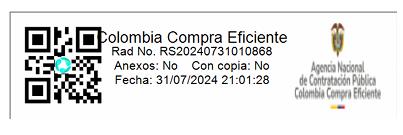 Colombia Compra Eficiente
Rad No. RS20240731010868
Anexos: No Con copia: No
Fecha: 31/07/2024 21:01:28
Agencia Nacional
de Contratación Pública
Colombia Compra Eficiente